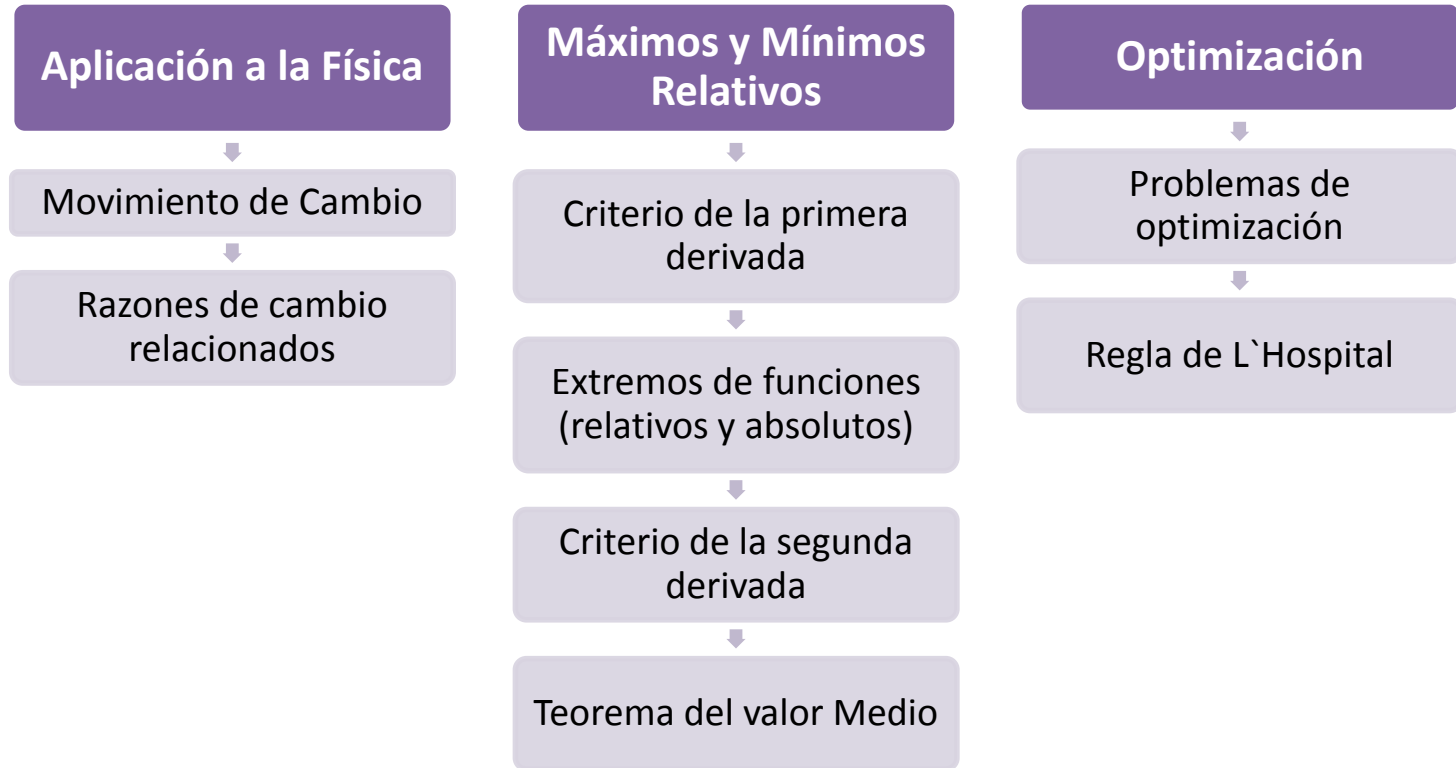 Aplicación a la Física
Movimiento de Cambio
Razones de cambio
relacionados
Máximos y Mínimos
Relativos
Criterio de la primera
derivada
Extremos de funciones
(relativos y absolutos)
Criterio de la segunda
derivada
Teorema del valor Medio
Optimización
Problemas de
optimización
Regla de L`Hospital